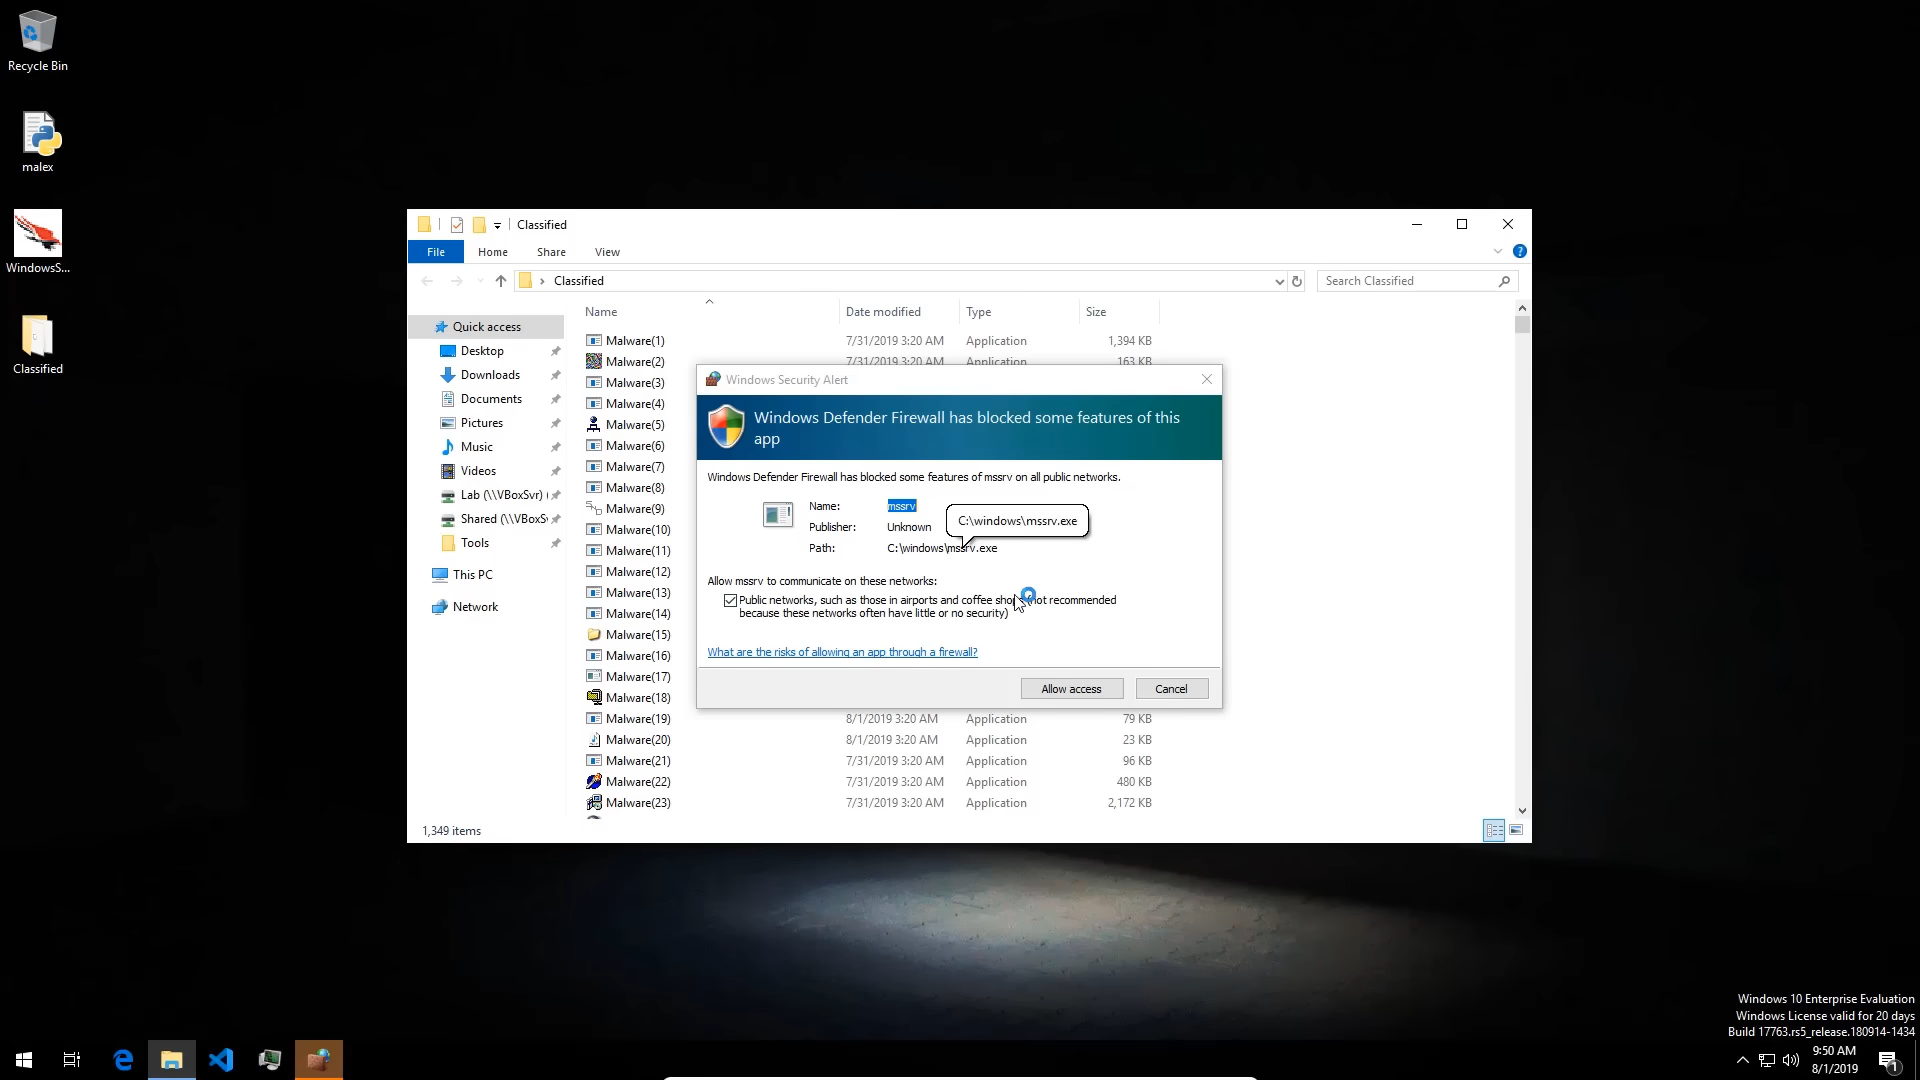 Recycle Bin
malex
WindowsS...
Classified
Classified
File Home Share View
Classified
Search Classified
Name Date modified Type Size
Quick access
Desktop
Downloads
Documents
Pictures
Music
Videos
Lab (\\VBoxSvr) (
Shared (\\VBoxSv
Tools
This PC
Network
Malware(1) 7/31/2019 3:20 AM Application 1,394 KB
Malware(2) 7/31/2019 3:20 AM Application 163 KB
Malware(3)
Malware(4)
Malware(5)
Malware(6)
Malware(7)
Malware(8)
Malware(9)
Malware(10)
Malware(11)
Malware(12)
Malware(13)
Malware(14)
Malware(15)
Malware(16)
Malware(17)
Malware(18)
Malware(19) 8/1/2019 3:20 AM Application 79 KB
Malware(20) 8/1/2019 3:20 AM Application 23 KB
Malware(21) 7/31/2019 3:20 AM Application 96 KB
Malware(22) 7/31/2019 3:20 AM Application 480 KB
Malware(23) 7/31/2019 3:20 AM Application 2,172 KB
1,349 items
Windows Security Alert
Windows Defender Firewall has blocked some features of this
app
Windows Defender Firewall has blocked some features of mssrv on all public networks.
Name: mssrv
C:\windows\mssrv.exe
Publisher: Unknown
Path: C:\windows\mssrv.exe
Allow mssrv to communicate on these networks:
Public networks, such as those in airports and coffee shops (not recommended
because these networks often have little or no security)
What are the risks of allowing an app through a firewall?
Allow access Cancel
Windows 10 Enterprise Evaluation
Windows License valid for 20 days
Build 17763.rs5_release.180914-1434
9:50 AM
8/1/2019
1